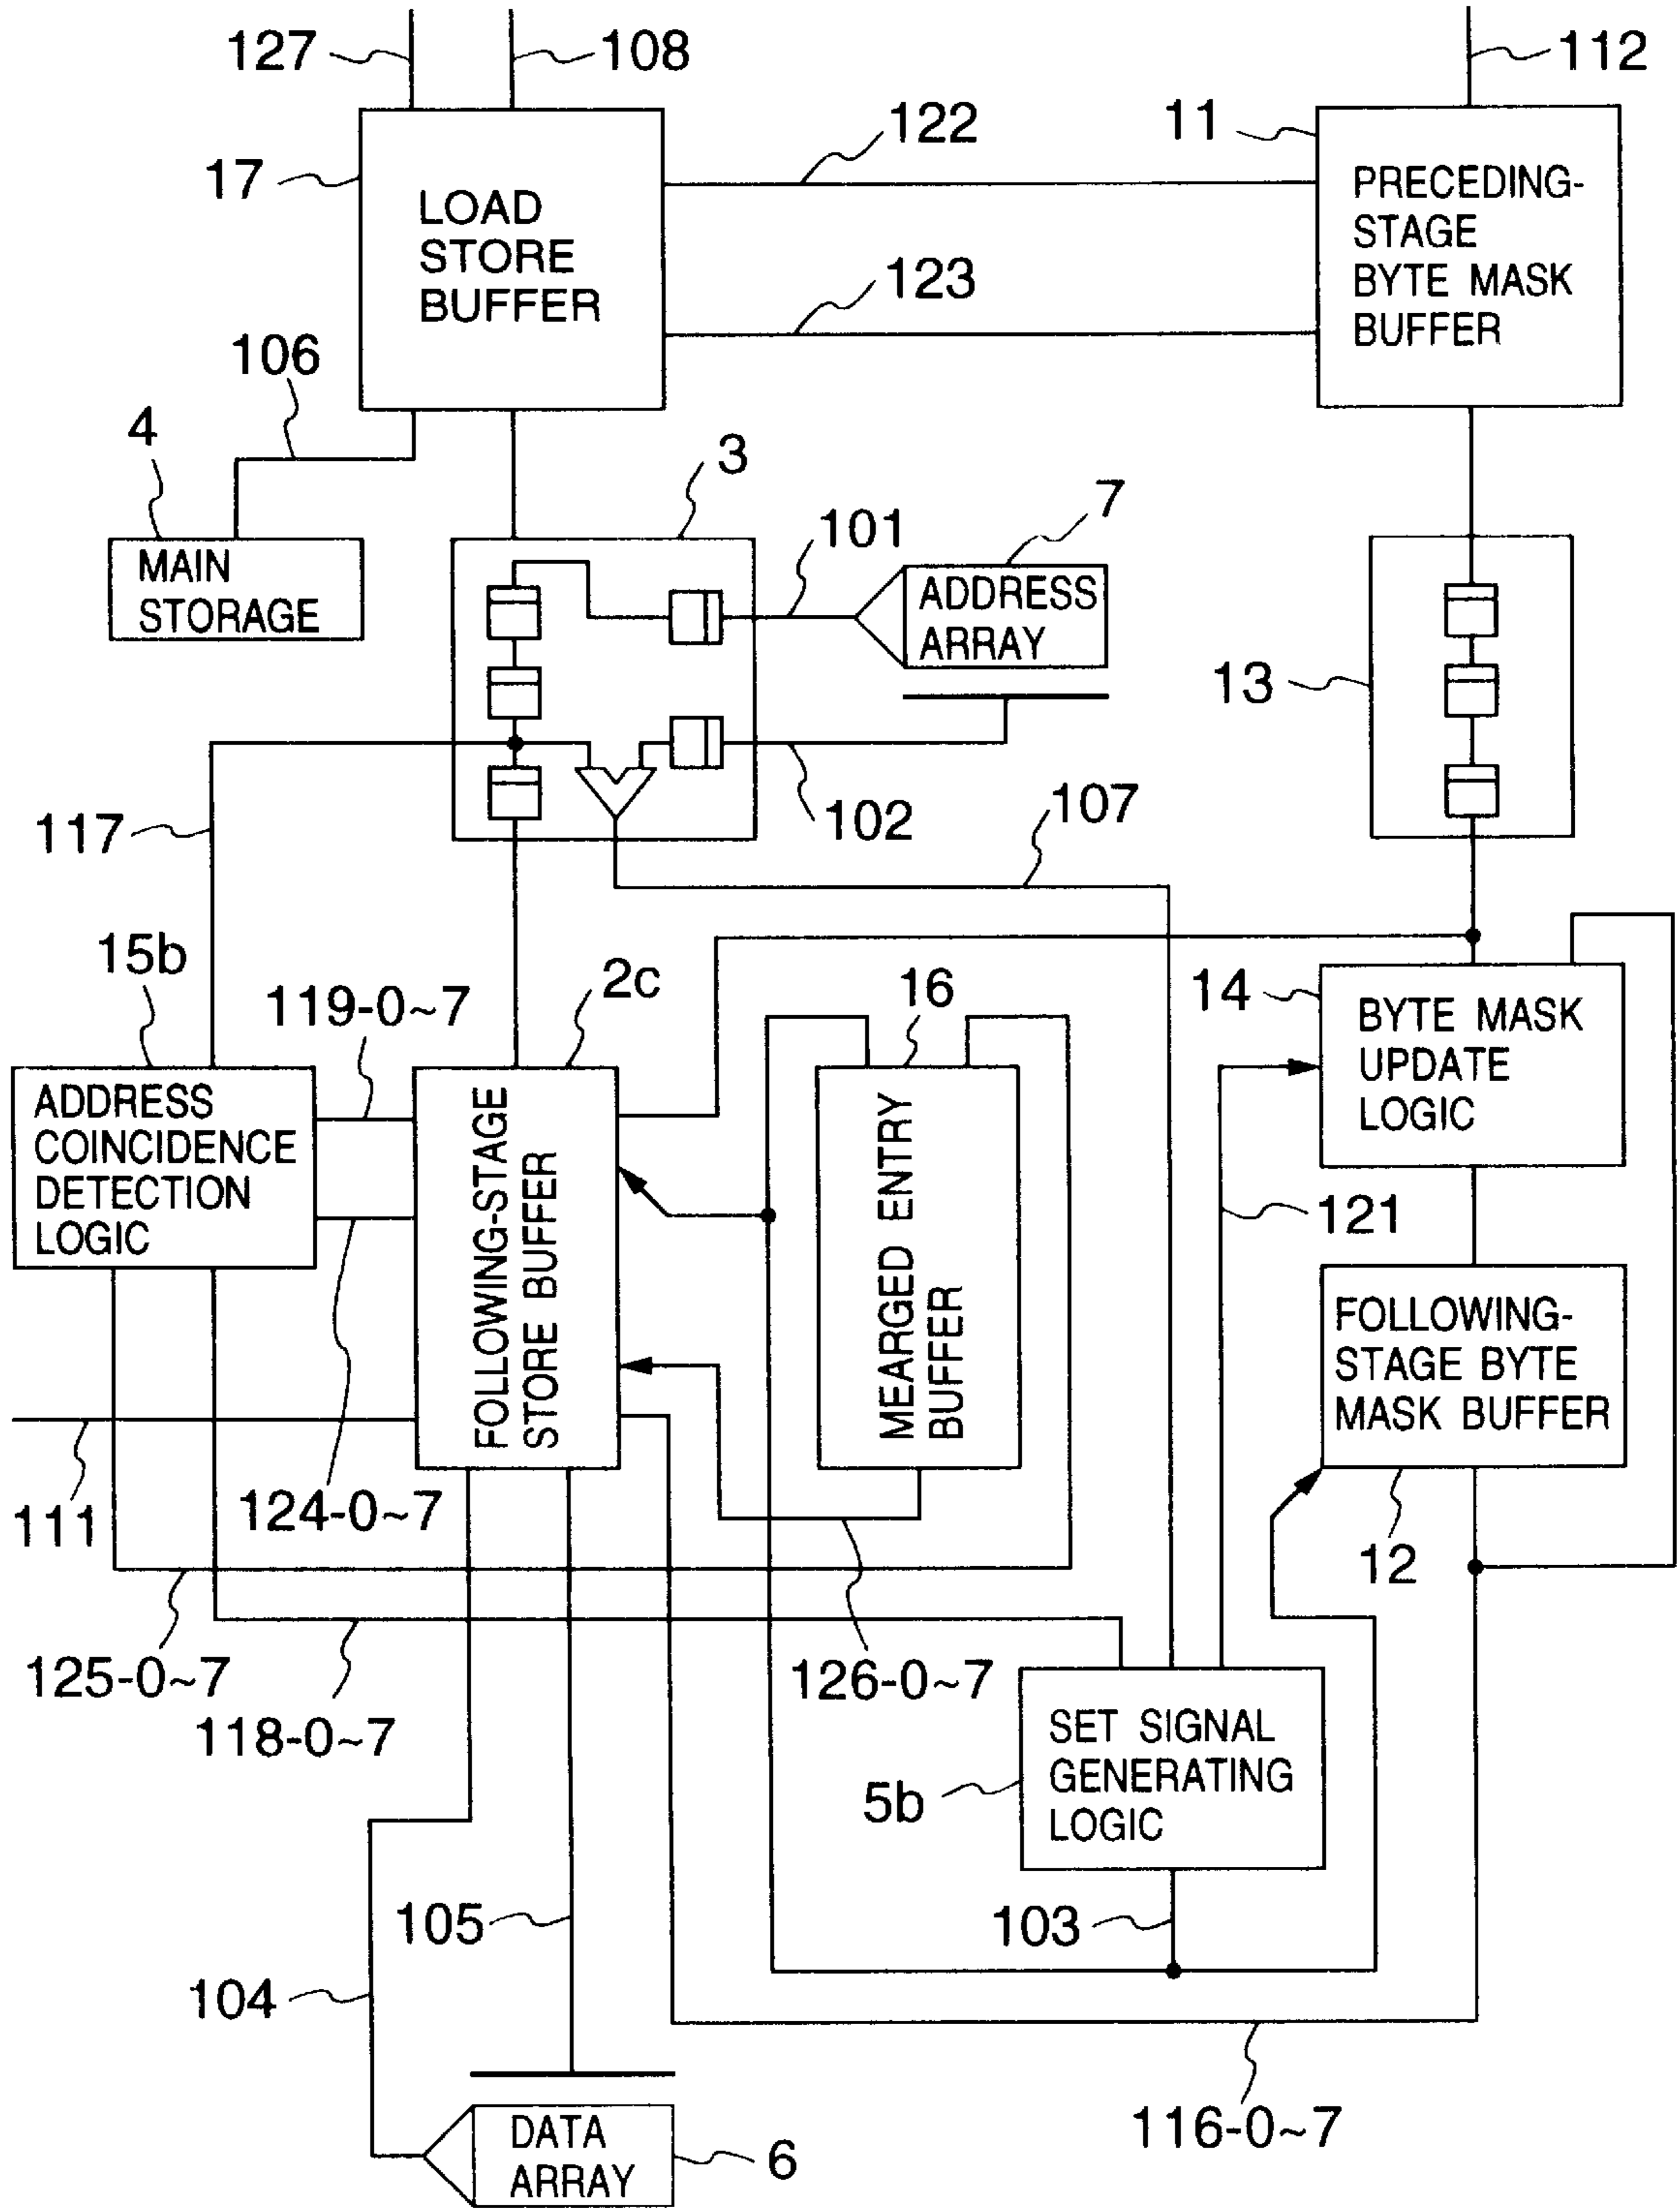 127
108
112
11
122
17
LOAD
STORE
BUFFER
PRECEDING-
STAGE
BYTE MASK
BUFFER
123
106
4
3
7
101
MAIN
STORAGE
ADDRESS
ARRAY
13
117
102
107
15b
2c
16
14
119-0~7
BYTE MASK
UPDATE
LOGIC
ADDRESS
COINCIDENCE
DETECTION
LOGIC
FOLLOWING-STAGE
STORE BUFFER
MEARGED ENTRY
BUFFER
121
FOLLOWING-
STAGE BYTE
MASK BUFFER
111
124-0~7
12
125-0~7
126-0~7
118-0~7
SET SIGNAL
GENERATING
LOGIC
5b
105
103
104
116-0~7
DATA
ARRAY
6